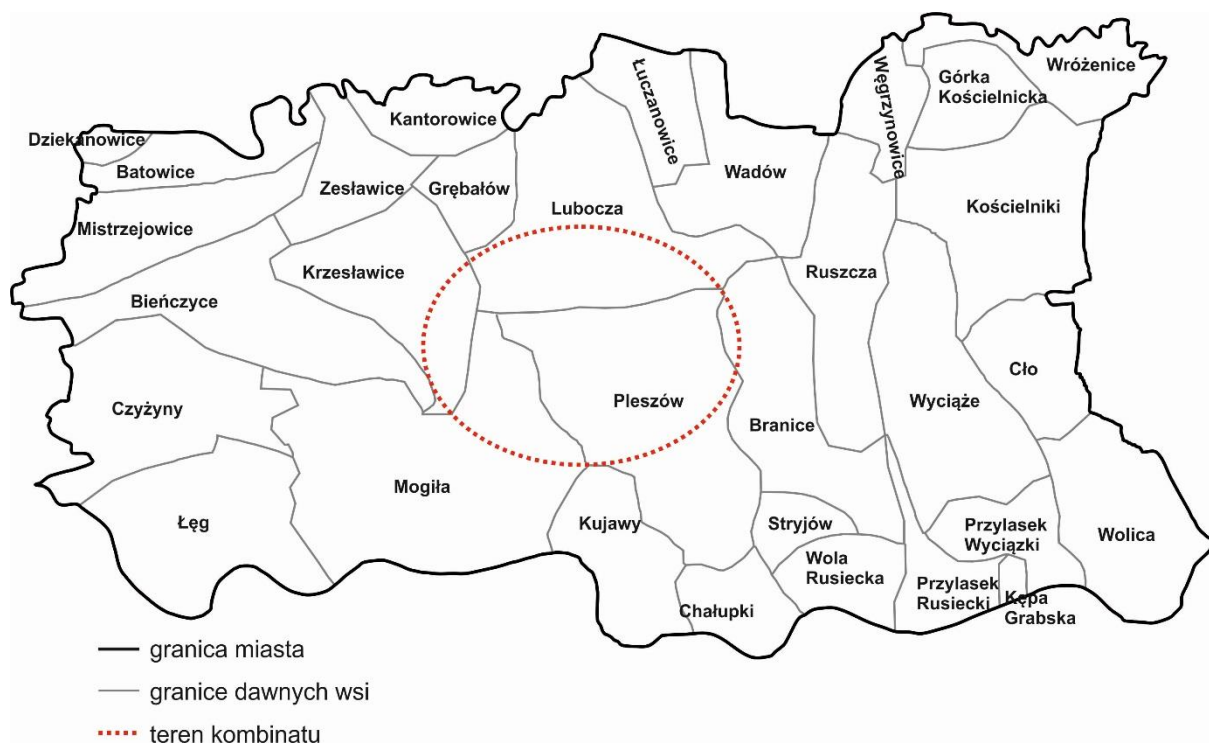 Dziekanowice
Batowice
Mistrzejowice
Bieńczyce
Czyżyny
Łęg
Kantorowice
Zesławice
Grębałów
Krzesławice
Mogiła
Lubocza
Łuczanowice
Wadów
Pleszów
Kujawy
Chałupki
Węgrzynowice
Górka
Kościelnicka
Wróżenice
Kościelniki
Ruszcza
Branice
Stryjów
Wola
Rusiecka
Wyciąże
Cło
Przylasek
Wyciązki
Przylasek
Rusiecki
Kępa
Grabska
Wolica
granica miasta
granice dawnych wsi
teren kombinatu